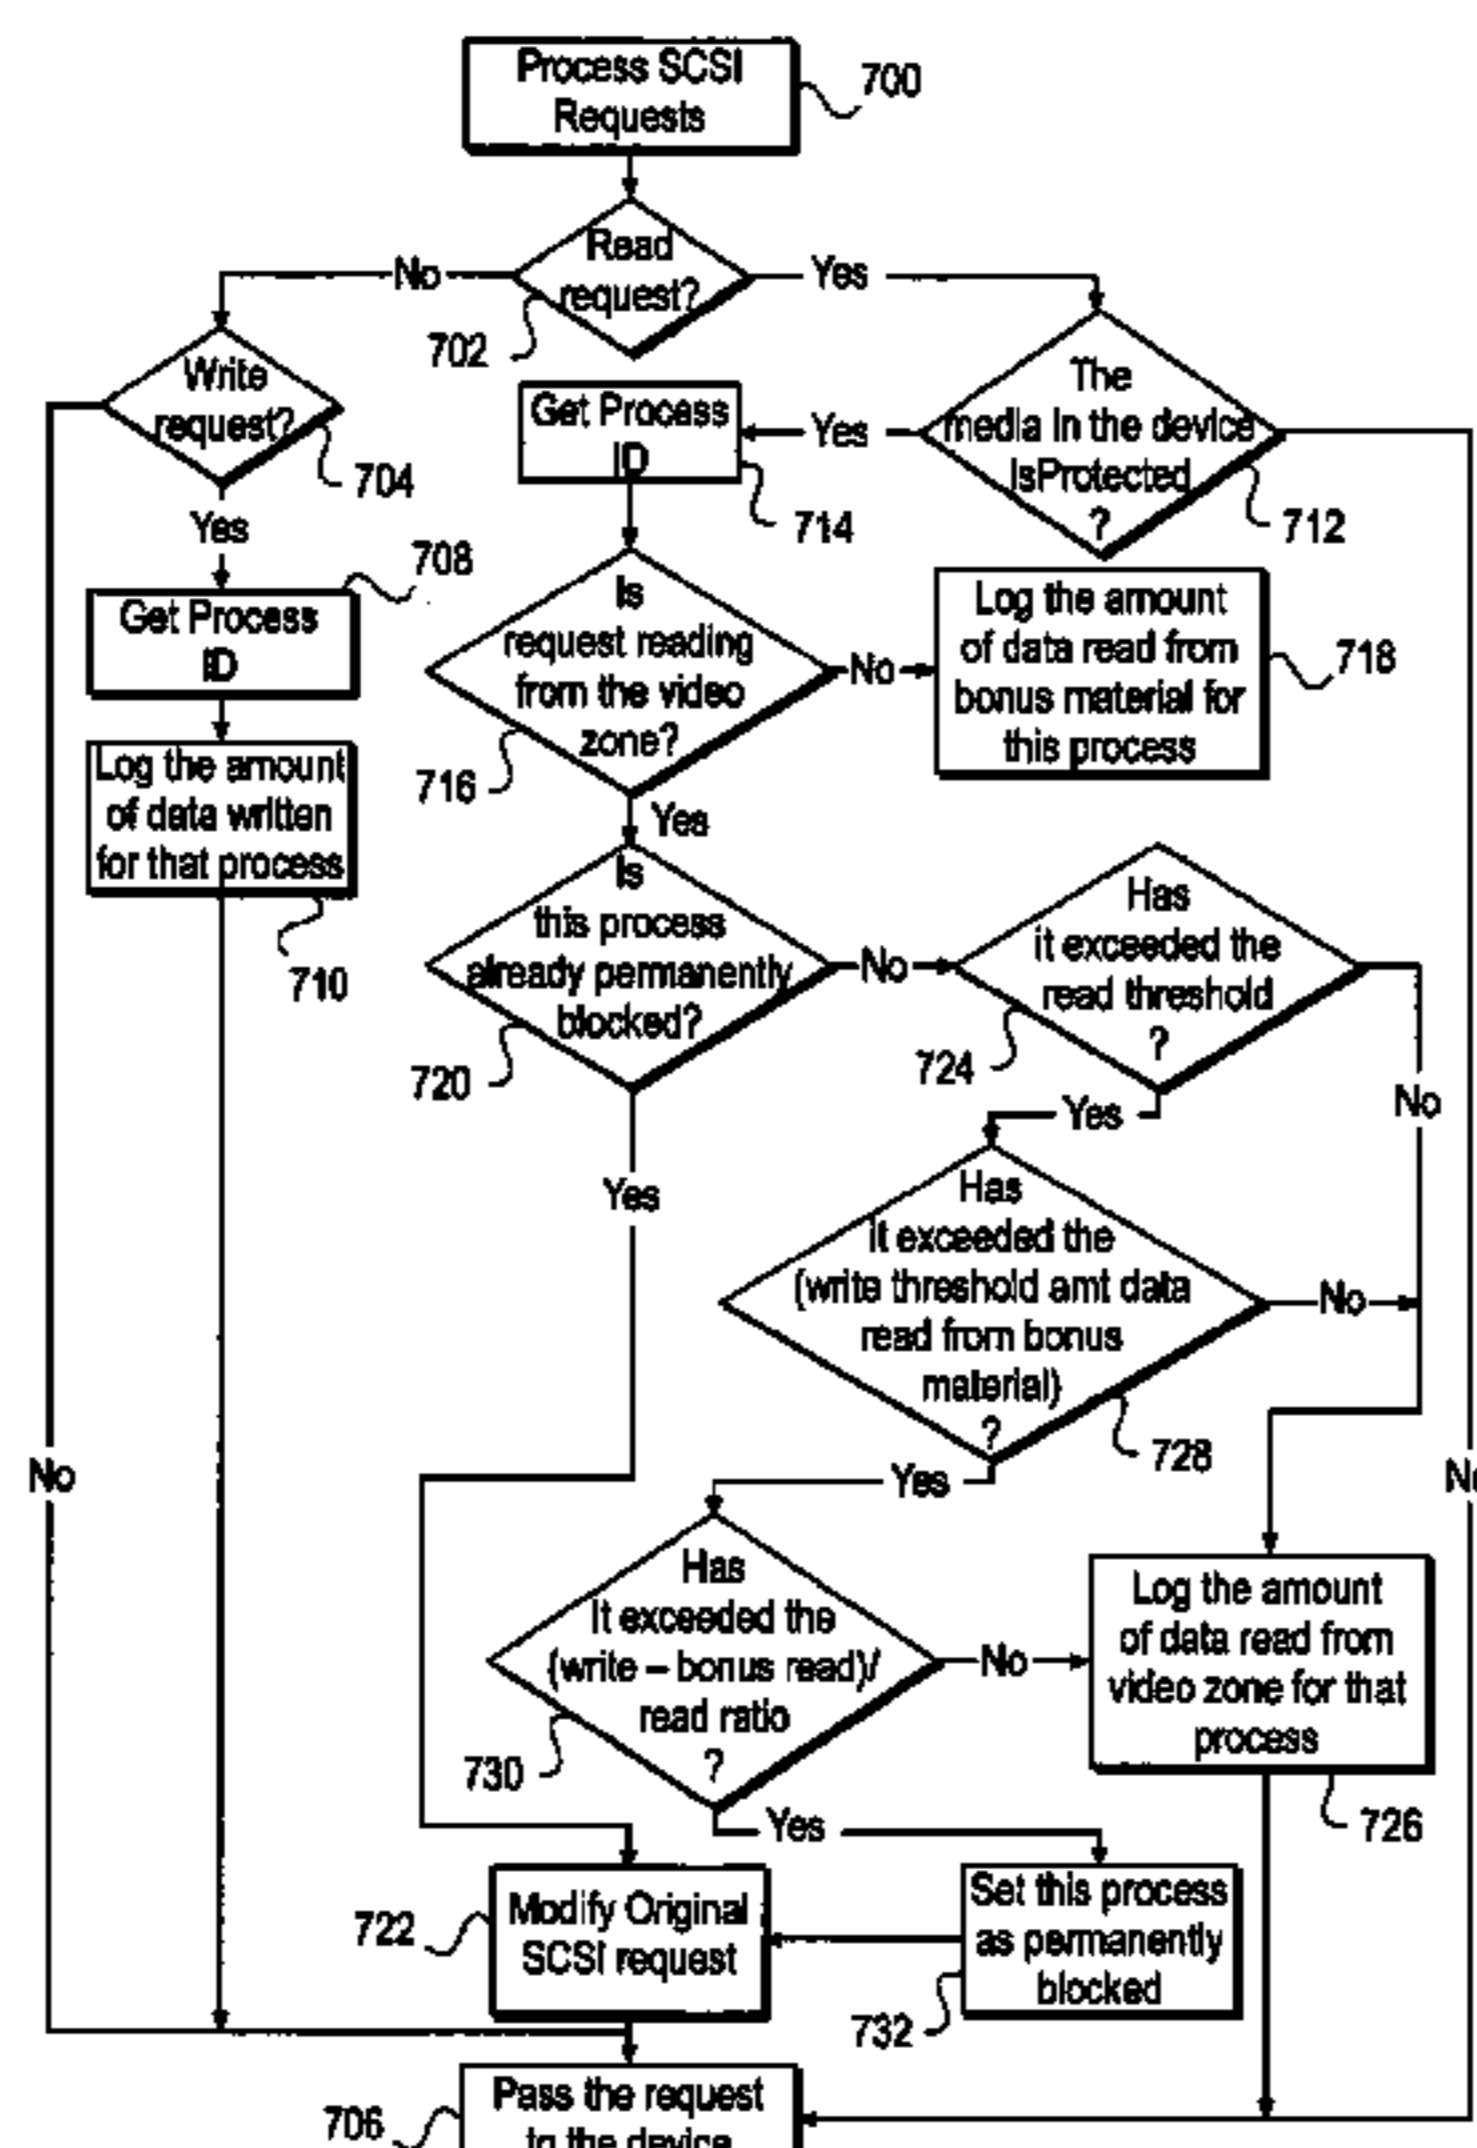 Process SCSI
Requests
700
Read
request?
No
Yes
702
Write
request?
704
The
media in the device
IsProtected
?
712
Yes
Get Process
ID
714
Yes
708
Get Process
ID
Is
request reading
from the video
zone?
716
No
Log the amount
of data read from
bonus material for
this process
718
Log the amount
of data written
for that process
710
Yes
Is
this process
already permanently
blocked?
720
No
Has
it exceeded the
read threshold
?
724
No
Yes
Yes
Has
it exceeded the
(write threshold amt data
read from bonus
material)
?
728
No
No
Yes
Has
It exceeded the
(write – bonus read)/
read ratio
?
730
No
Log the amount
of data read from
video zone for that
process
726
Yes
Modify Original
SCSI request
722
Set this process
as permanently
blocked
732
Pass the request
to the device
706